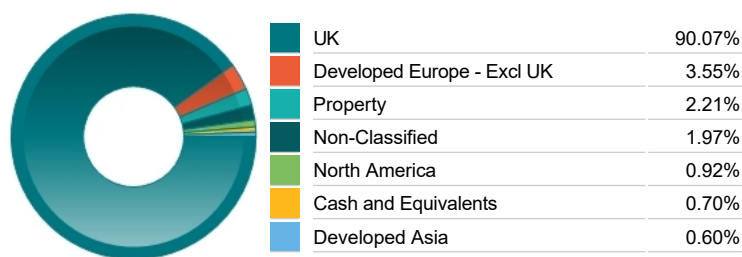 UK 90.07%
Developed Europe - Excl UK 3.55%
Property 2.21%
Non-Classified 1.97%
North America 0.92%
Cash and Equivalents 0.70%
Developed Asia 0.60%